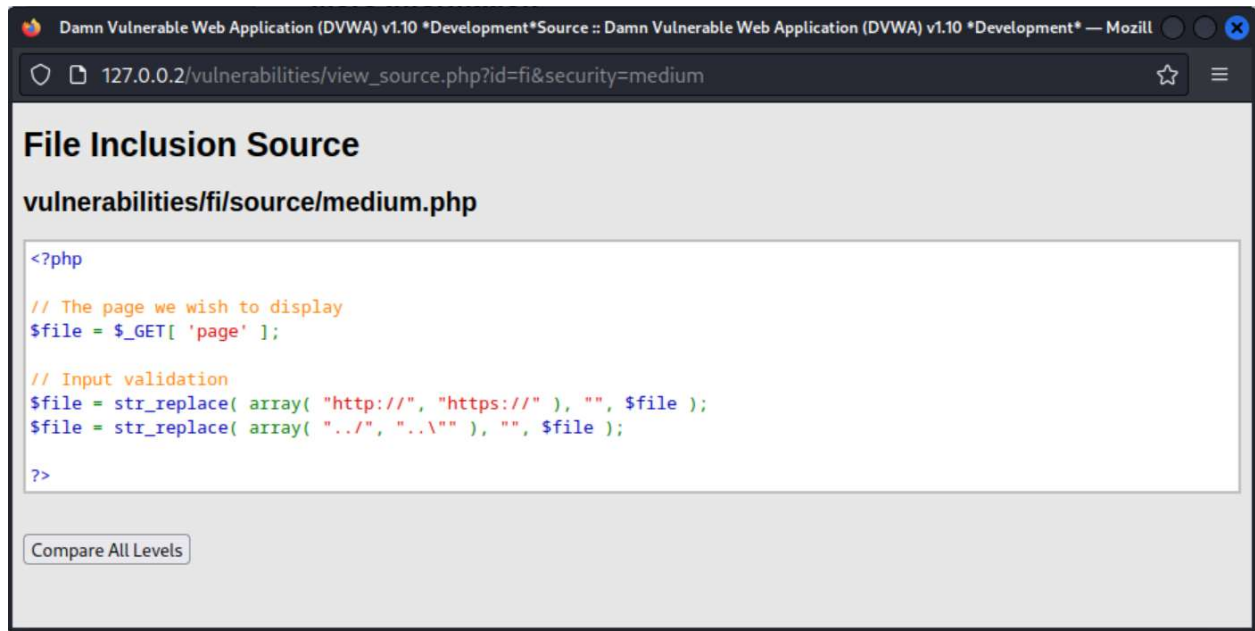 Damn Vulnerable Web Application (DVWA) v1.10 *Development*Source :: Damn Vulnerable Web Application (DVWA) v1.10 *Development* — Mozill
127.0.0.2/vulnerabilities/view_source.php?id=fi&security=medium
File Inclusion Source
vulnerabilities/fi/source/medium.php
<?php
// The page we wish to display
$file = $_GET[ 'page' ];
// Input validation
$file = str_replace( array( "http://", "https://" ), "", $file );
$file = str_replace( array( "../", "..\"" ), "", $file );
?>
Compare All Levels